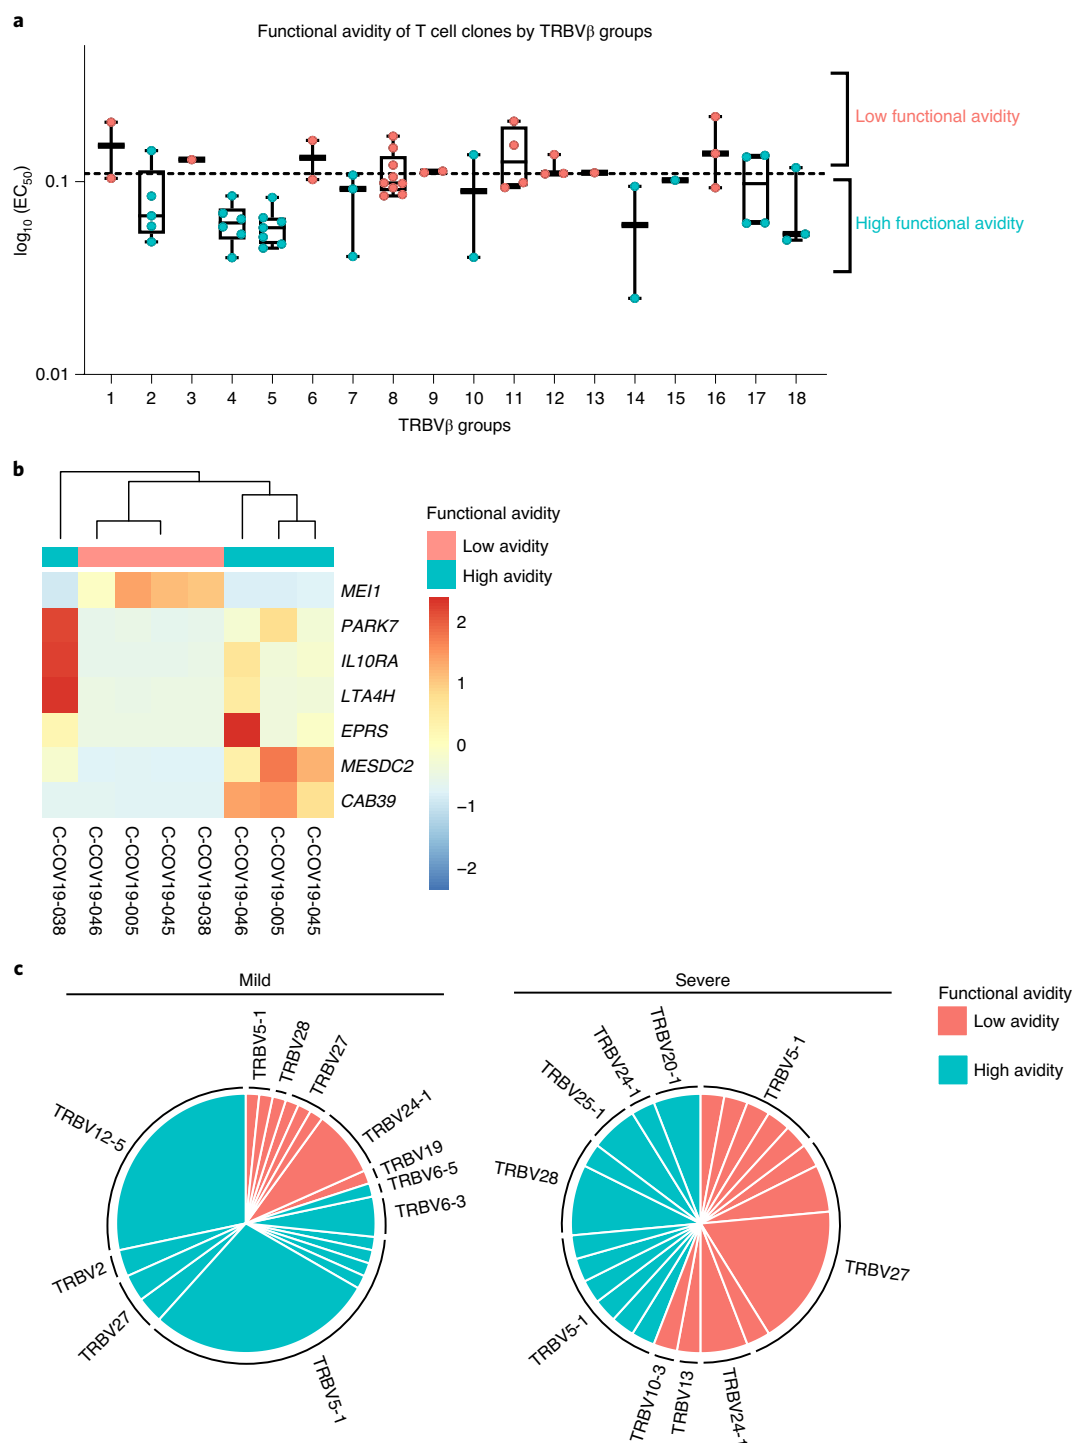 a
Functional avidity of T cell clones by TRBVβ groups
log10 (EC50)
0.1
0.01
Low functional avidity
High functional avidity
1 2 3 4 5 6 7 8 9 10 11 12 13 14 15 16 17 18
TRBVβ groups
b
Functional avidity
Low avidity
High avidity
MEI1
PARK7
IL10RA
LTA4H
EPRS
MESDC2
CAB39
2
1
0
−1
−2
C-COV19-038
C-COV19-046
C-COV19-005
C-COV19-045
C-COV19-038
C-COV19-046
C-COV19-005
C-COV19-045
c
Mild
TRBV5-1
TRBV28
TRBV27
TRBV24-1
TRBV19
TRBV6-5
TRBV6-3
TRBV5-1
TRBV27
TRBV2
TRBV12-5
Severe
TRBV5-1
TRBV27
TRBV24-1
TRBV13
TRBV10-3
TRBV5-1
TRBV28
TRBV25-1
TRBV24-1
TRBV20-1
Functional avidity
Low avidity
High avidity